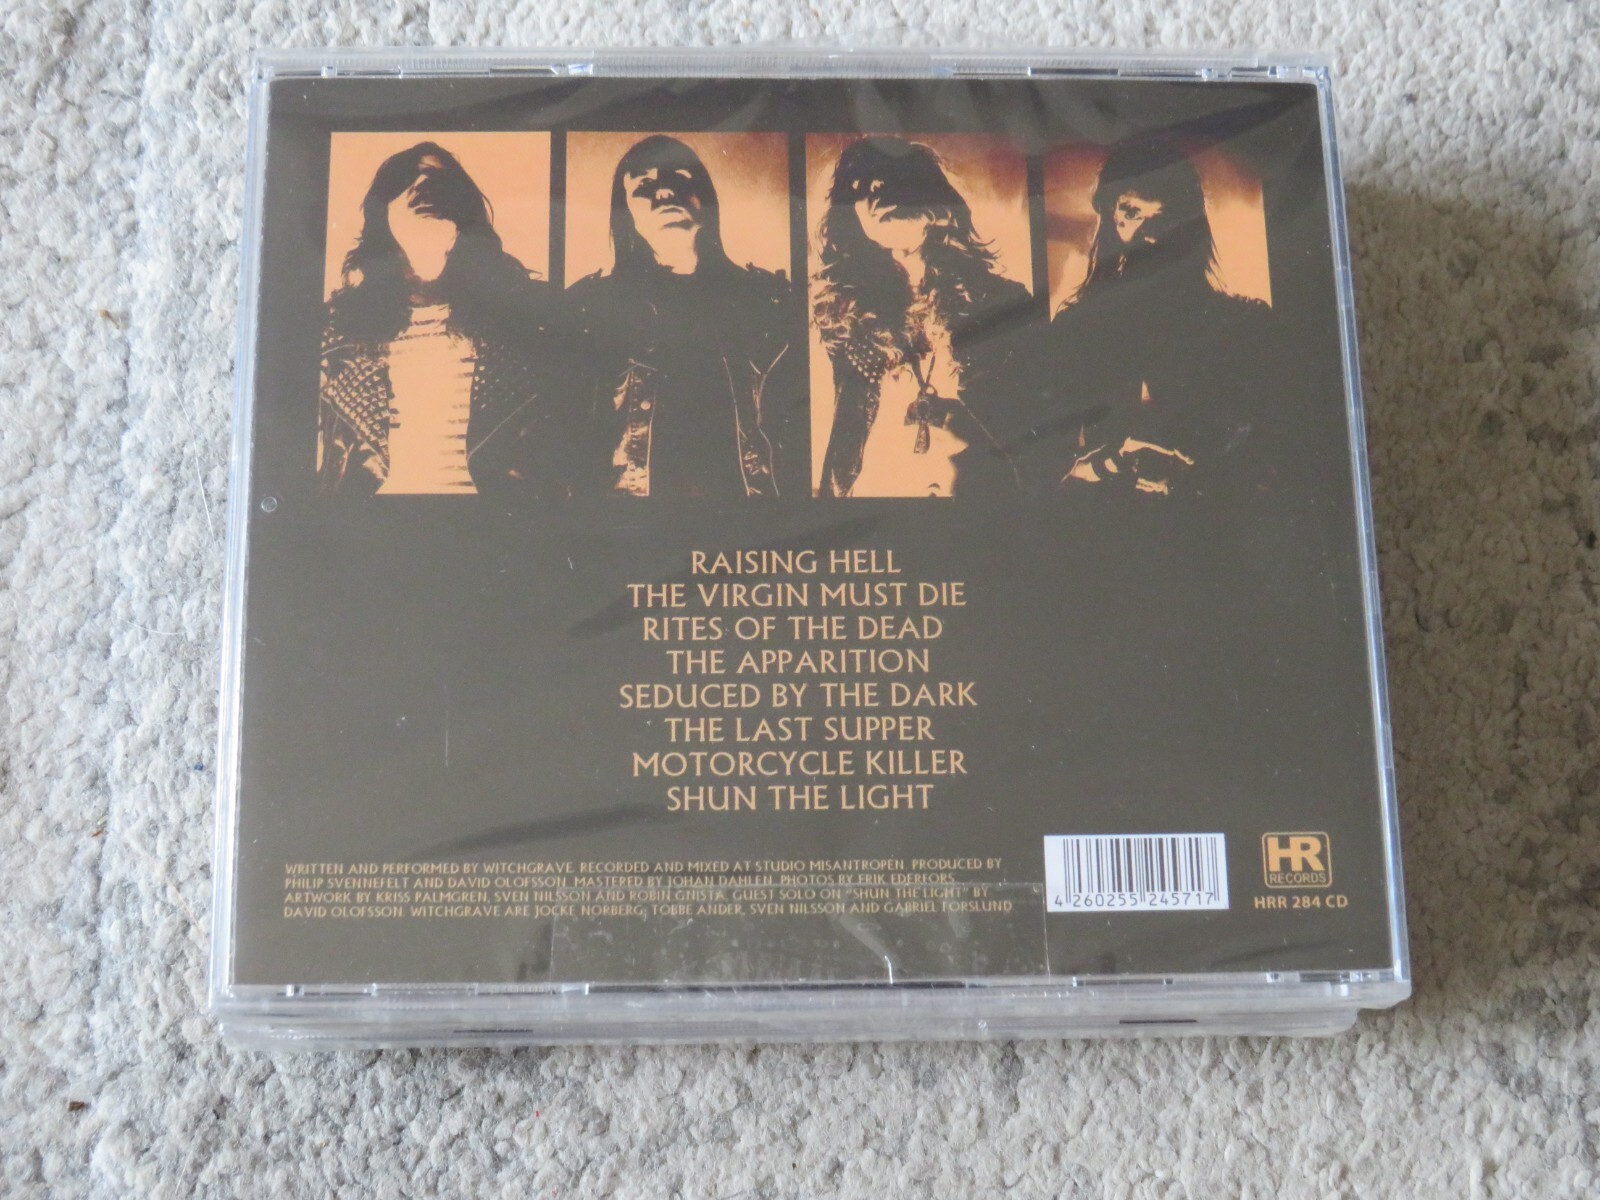 RAISING HELL
THE VIRGIN MUST DIE
RITES OF THE DEAD
THE APPARITION
SEDUCED BY THE DARK
THE LAST SUPPER
MOTORCYCLE KILLER
SHUN THE LIGHT
WRITTEN AND PERFORMED BY WITCHGRAVE. RECORDED AND MIXED AT STUDIO MISANTROPEN. PRODUCED BY
PHILIP SVENNEFELT AND DAVID OLOFSSON. MASTERED BY JOHAN DAHLEN. PHOTOS BY ERIK EDERFORS.
ARTWORK BY KRISS PALMGREN, SVEN NILSSON AND ROBIN GNISTA. GUEST SOLO ON "SHUN THE LIGHT" BY
DAVID OLOFSSON. WITCHGRAVE ARE JOCKE NORBERG, TOBBE ANDER, SVEN NILSSON AND GABRIEL FORSLUND
4 260255 245717
HR
RECORDS
HRR 284 CD